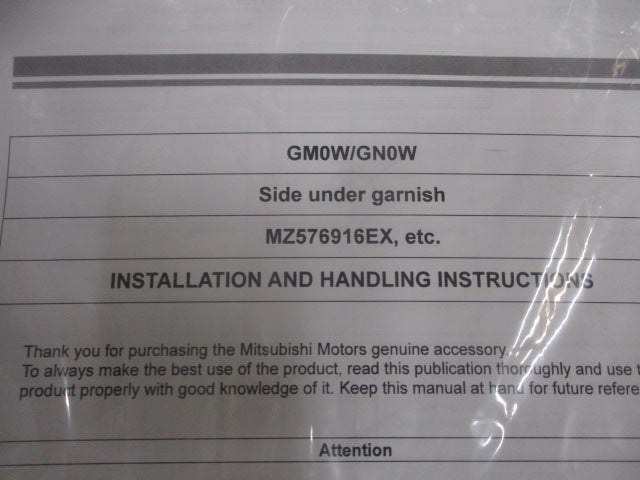 GM0W/GN0W
Side under garnish
MZ576916EX, etc.
INSTALLATION AND HANDLING INSTRUCTIONS
Thank you for purchasing the Mitsubishi Motors genuine accessory.
To always make the best use of the product, read this publication thoroughly and use t
product properly with good knowledge of it. Keep this manual at hand for future refere
Attention